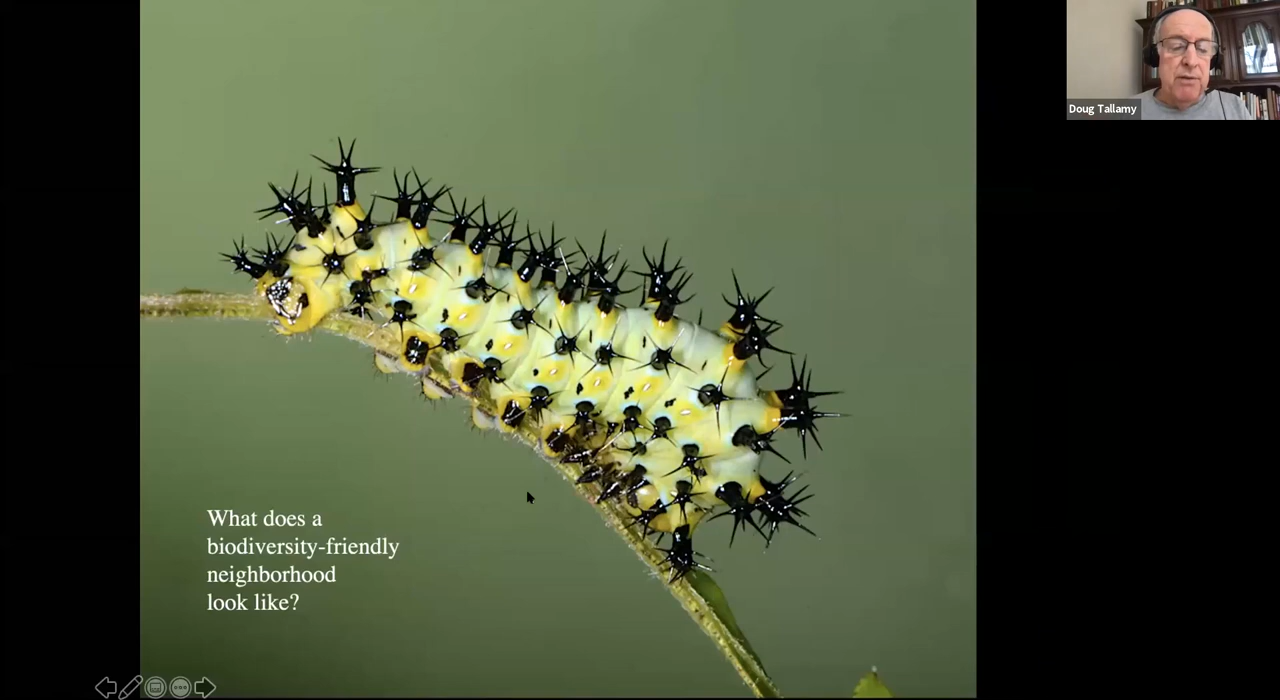 Doug Tallamy
What does a
biodiversity-friendly
neighborhood
look like?